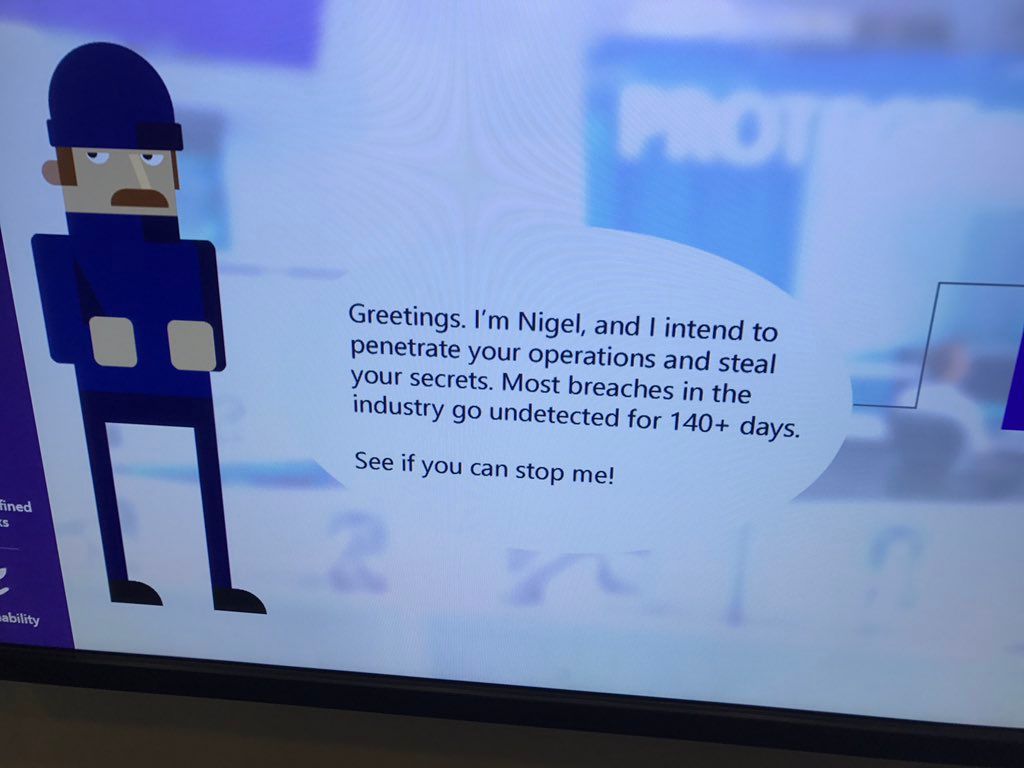 PROT
Greetings. I'm Nigel, and I intend to
penetrate your operations and steal
your secrets. Most breaches in the
industry go undetected for 140+ days.
See if you can stop me!
fined
ks
ability